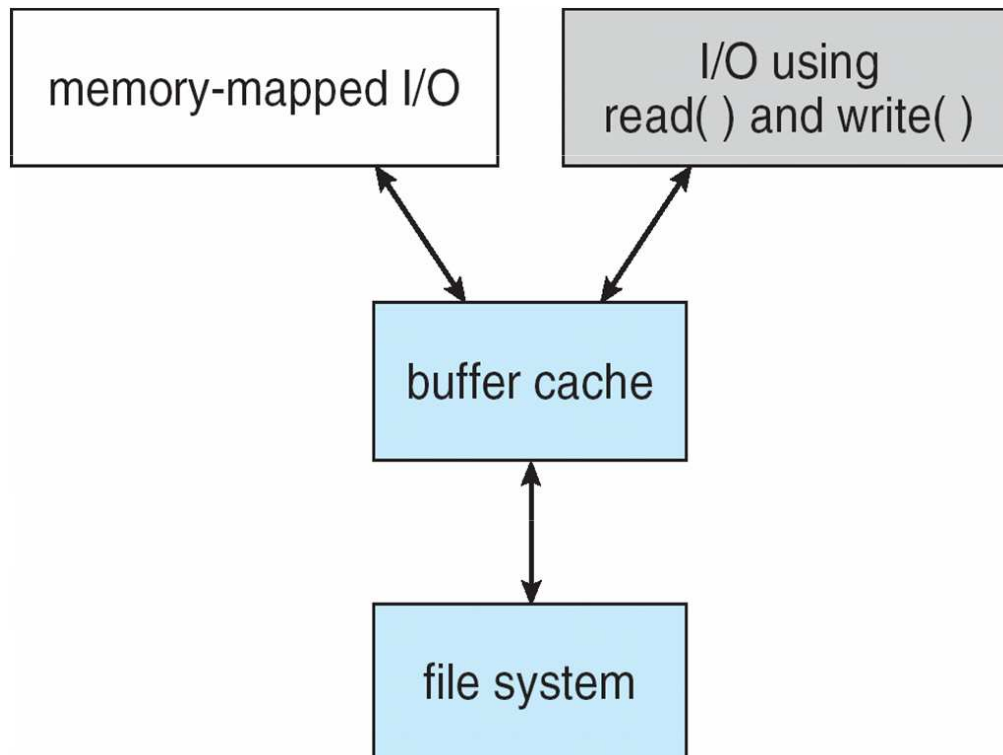 memory-mapped I/O
I/O using
read( ) and write( )
buffer cache
file system